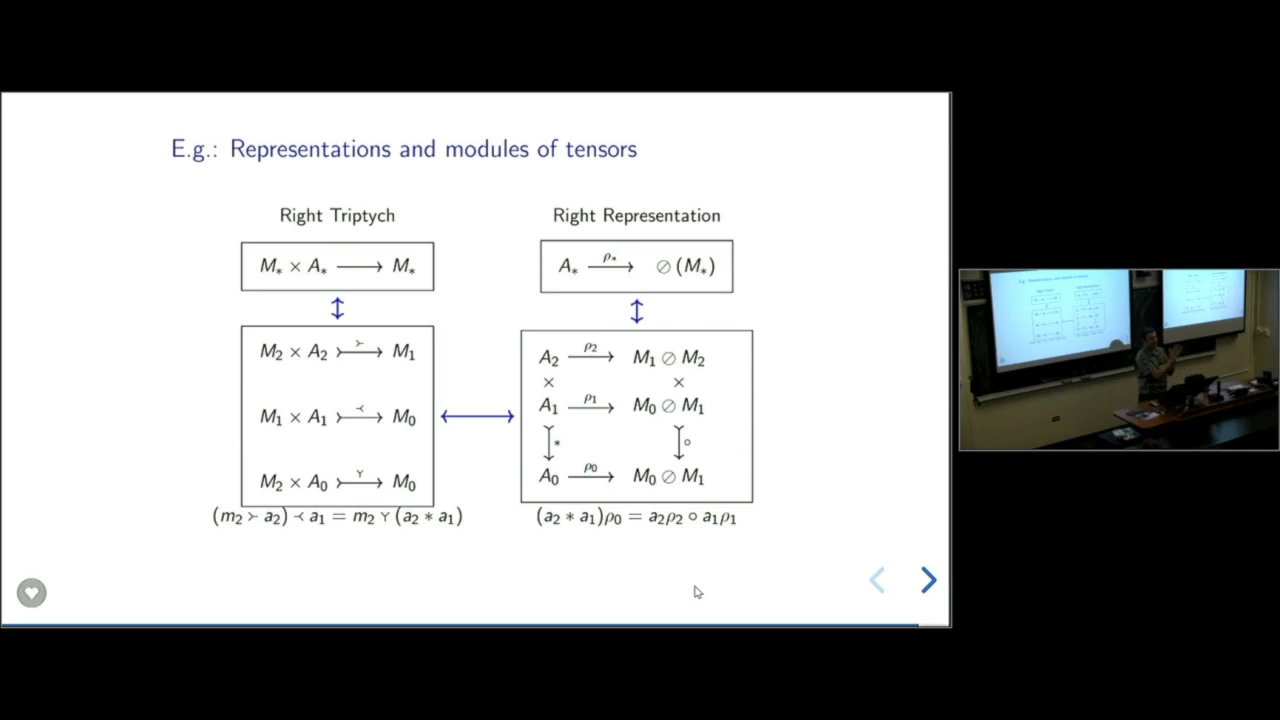 E.g.: Representations and modules of tensors
Right Triptych
M∗ × A∗ ⟶ M∗
M₂ × A₂ ≻ M₁
M₁ × A₁ ≺ M₀
M₂ × A₀ ⋎ M₀
(m₂ ≻ a₂) ≺ a₁ = m₂ ⋎ (a₂ ∗ a₁)
Right Representation
A∗ ρ∗ ⟶ ⊘(M∗)
A₂ ρ₂ ⟶ M₁ ⊘ M₂
× ×
A₁ ρ₁ ⟶ M₀ ⊘ M₁
∗ ∘
A₀ ρ₀ ⟶ M₀ ⊘ M₁
(a₂ ∗ a₁)ρ₀ = a₂ρ₂ ∘ a₁ρ₁